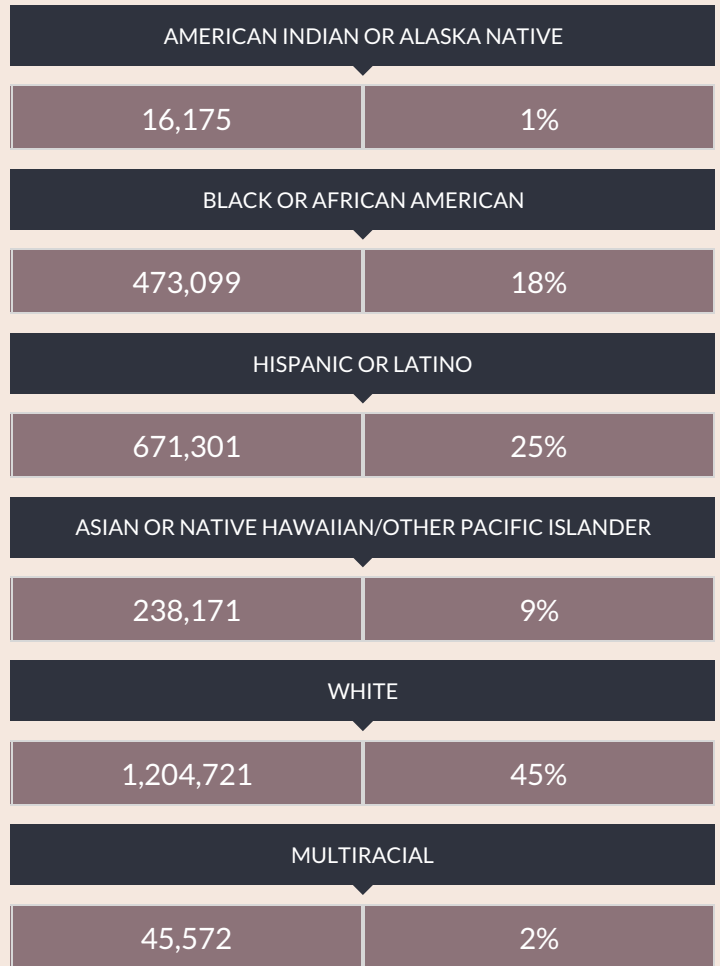 AMERICAN INDIAN OR ALASKA NATIVE
16,175 1%
BLACK OR AFRICAN AMERICAN
473,099 18%
HISPANIC OR LATINO
671,301 25%
ASIAN OR NATIVE HAWAIIAN/OTHER PACIFIC ISLANDER
238,171 9%
WHITE
1,204,721 45%
MULTIRACIAL
45,572 2%